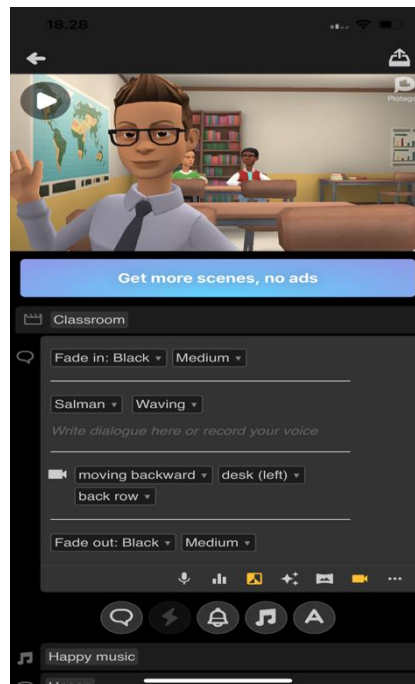 18.28
Plotagon
Get more scenes, no ads
Classroom
Fade in: Black Medium
Salman Waving
Write dialogue here or record your voice
moving backward desk (left)
back row
Fade out: Black Medium
A
Happy music